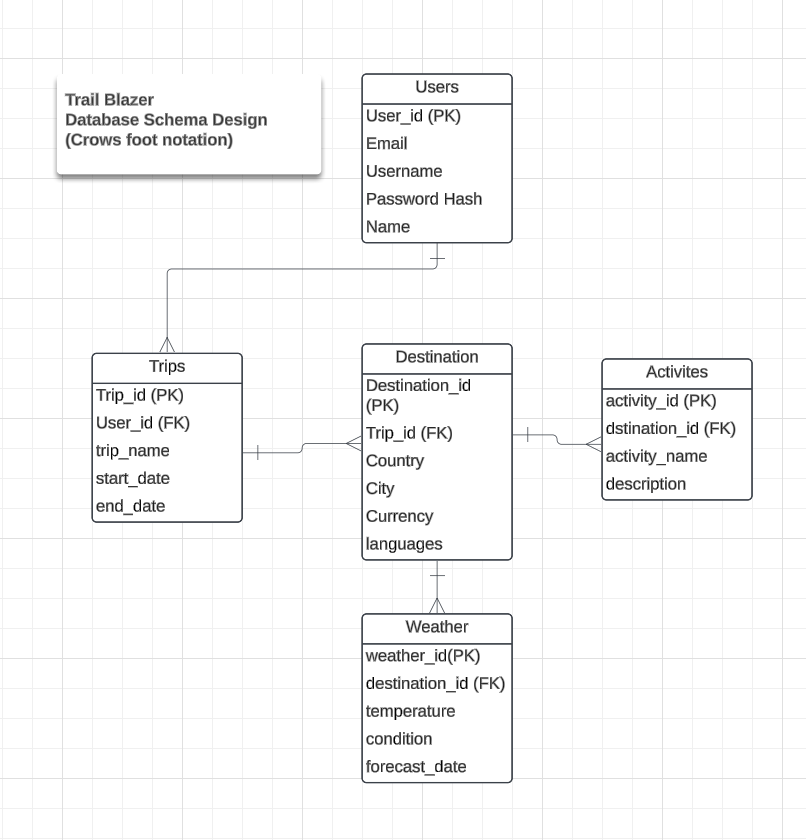 Trail Blazer
Database Schema Design
(Crows foot notation)
Users
User_id (PK)
Email
Username
Password Hash
Name
Trips
Trip_id (PK)
User_id (FK)
trip_name
start_date
end_date
Destination
Destination_id
(PK)
Trip_id (FK)
Country
City
Currency
languages
Activites
activity_id (PK)
dstination_id (FK)
activity_name
description
Weather
weather_id(PK)
destination_id (FK)
temperature
condition
forecast_date